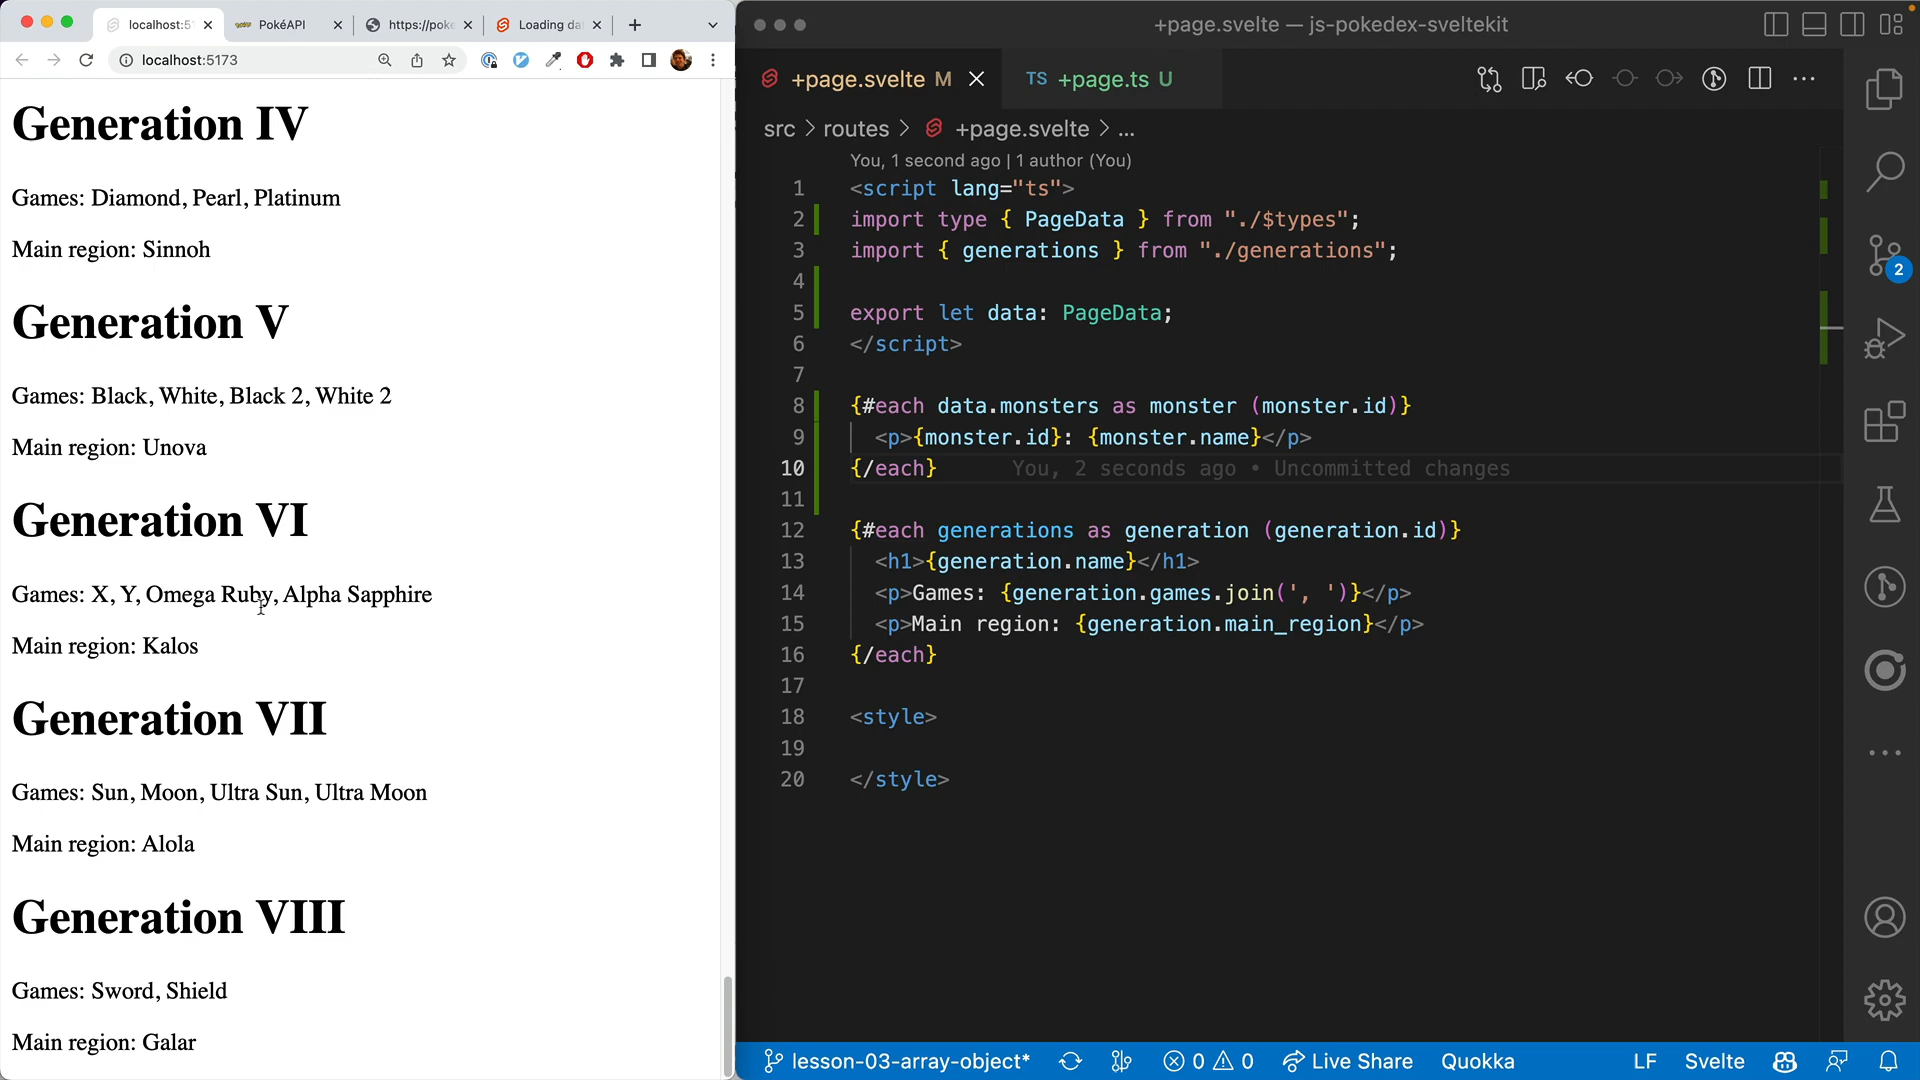 localhost:5
PokéAPI
https://poke
Loading da
localhost:5173
Generation IV
Games: Diamond, Pearl, Platinum
Main region: Sinnoh
Generation V
Games: Black, White, Black 2, White 2
Main region: Unova
Generation VI
Games: X, Y, Omega Ruby, Alpha Sapphire
Main region: Kalos
Generation VII
Games: Sun, Moon, Ultra Sun, Ultra Moon
Main region: Alola
Generation VIII
Games: Sword, Shield
Main region: Galar
+page.svelte — js-pokedex-sveltekit
+page.svelte M
TS +page.ts U
src > routes > +page.svelte > ...
You, 1 second ago | 1 author (You)
1 <script lang="ts">
2 import type { PageData } from "./$types";
3 import { generations } from "./generations";
4
5 export let data: PageData;
6 </script>
7
8 {#each data.monsters as monster (monster.id)}
9 <p>{monster.id}: {monster.name}</p>
10 {/each} You, 2 seconds ago • Uncommitted changes
11
12 {#each generations as generation (generation.id)}
13 <h1>{generation.name}</h1>
14 <p>Games: {generation.games.join(', ')}</p>
15 <p>Main region: {generation.main_region}</p>
16 {/each}
17
18 <style>
19
20 </style>
2
lesson-03-array-object* 0 0 Live Share Quokka LF Svelte